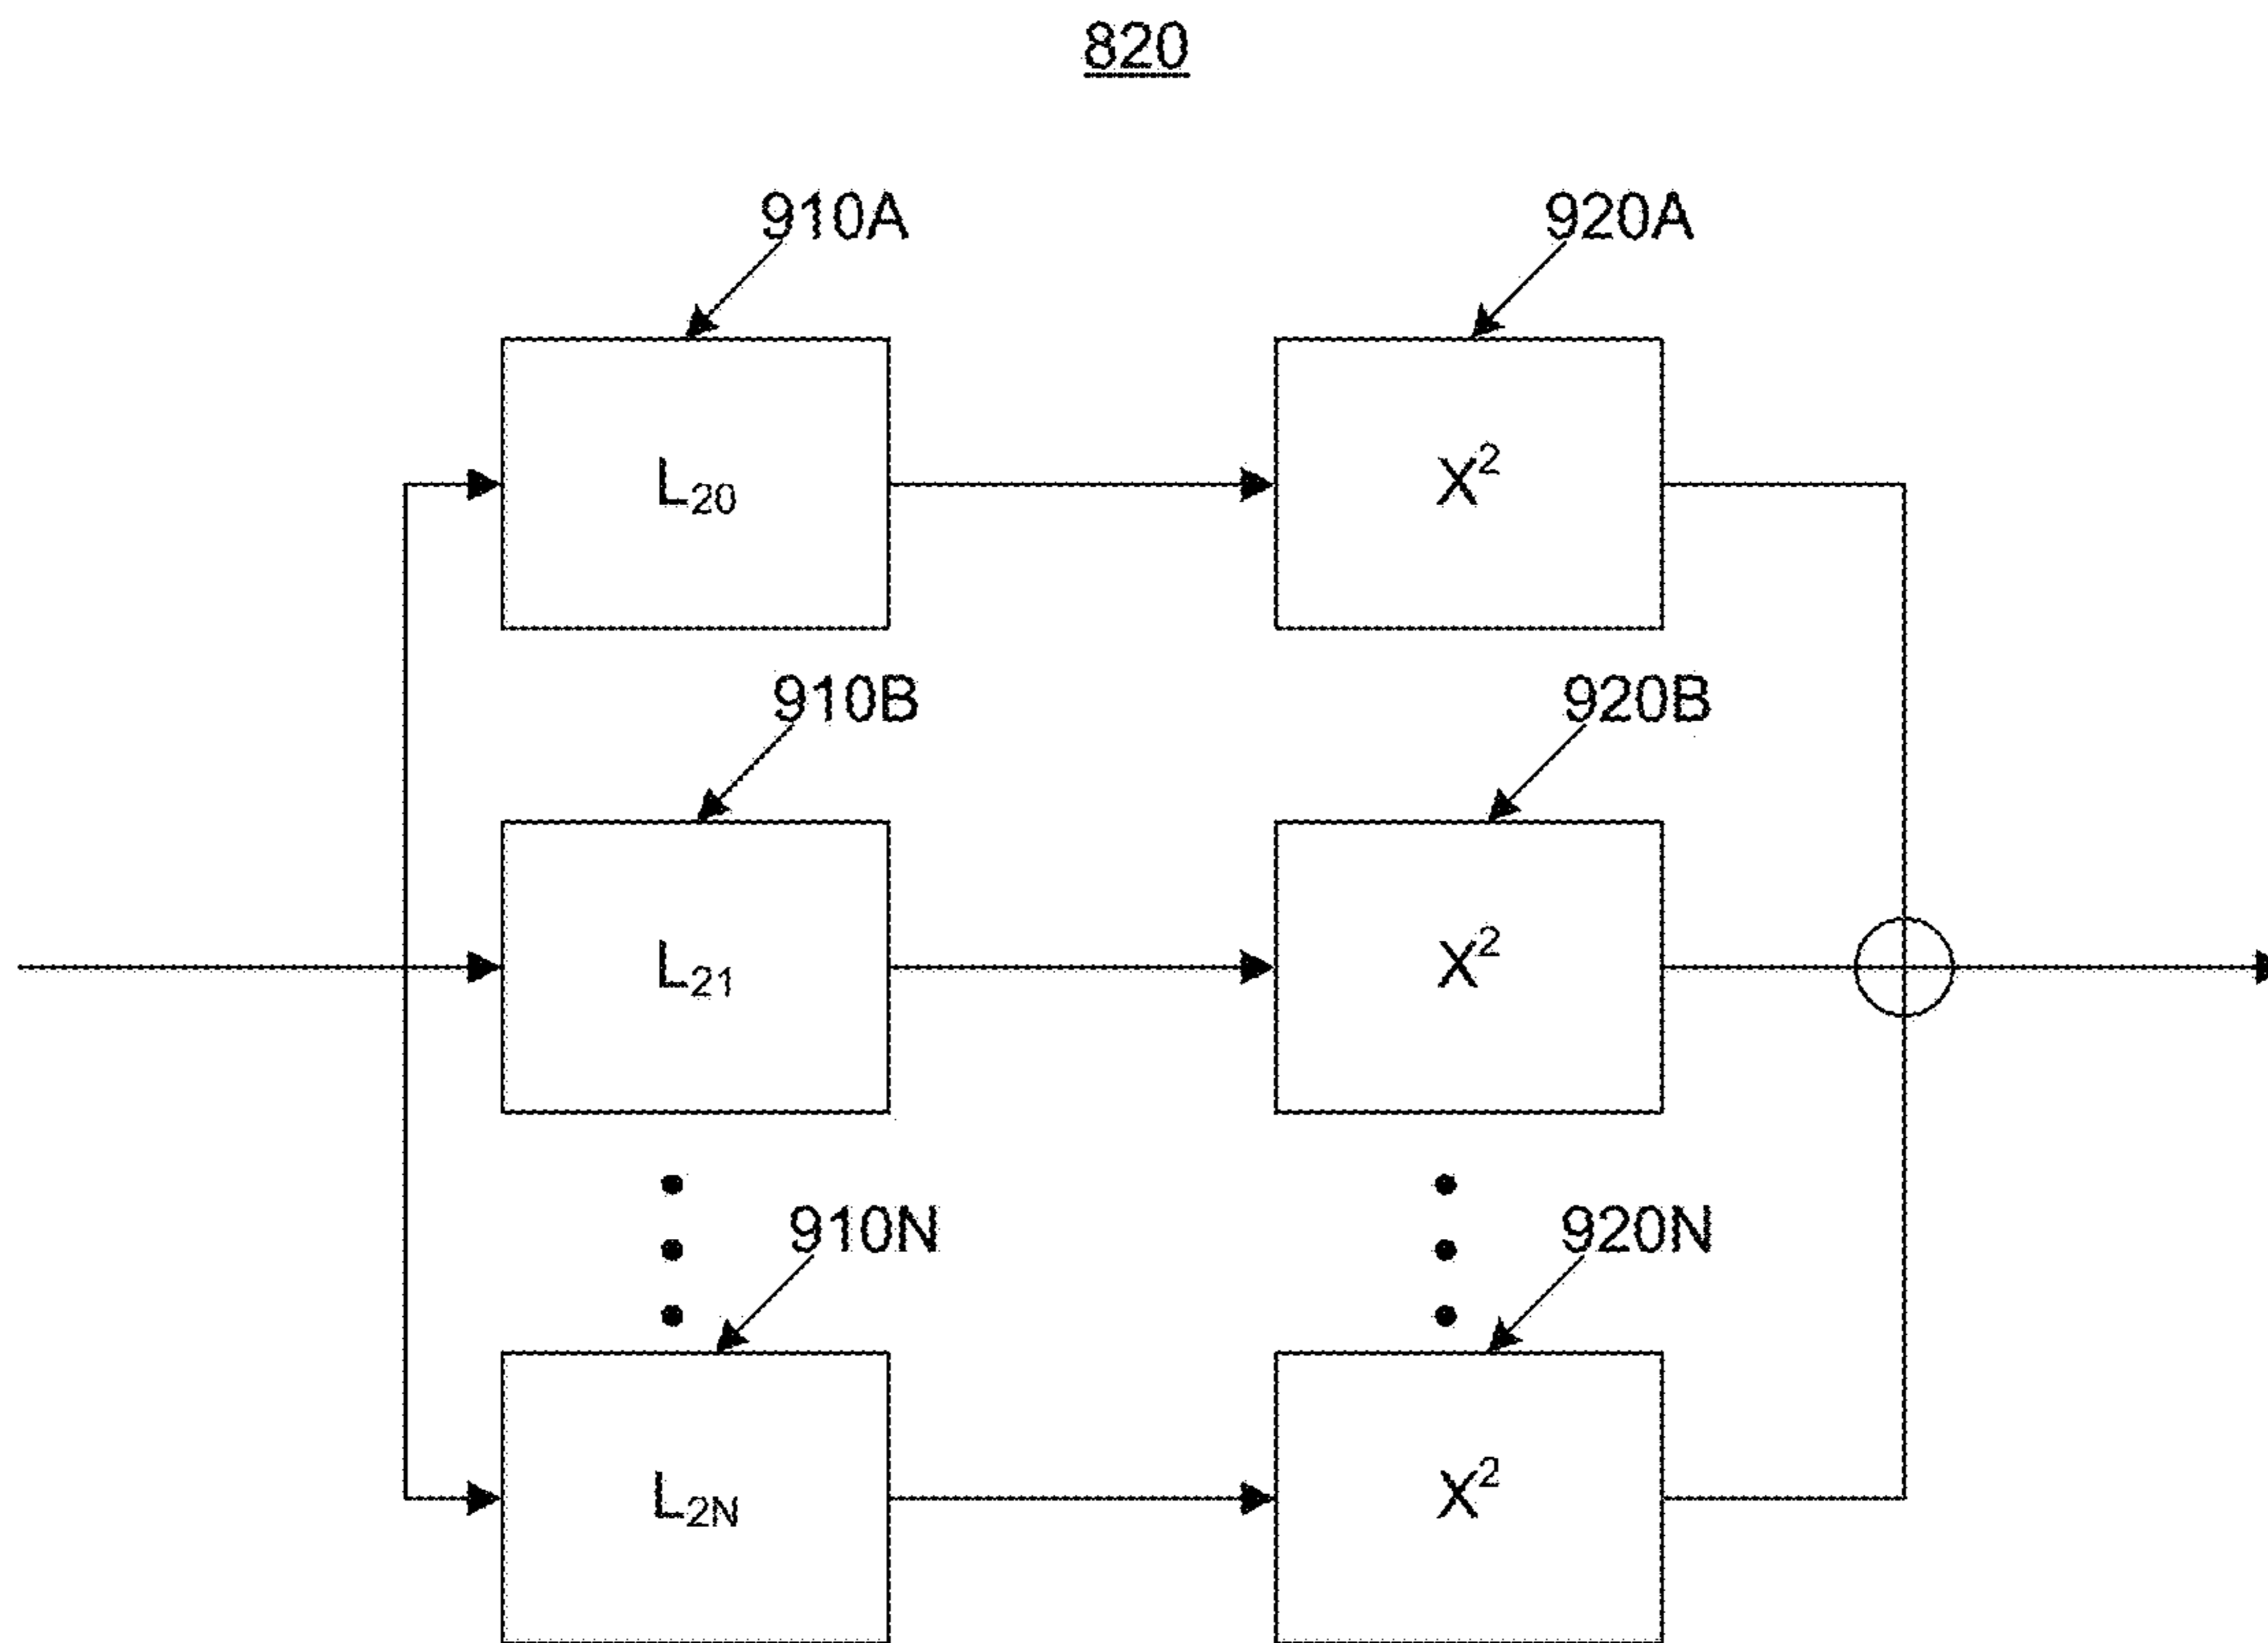 820
910A
920A
L₂₀
X²
910B
920B
L₂₁
X²
910N
920N
L₂N
X²